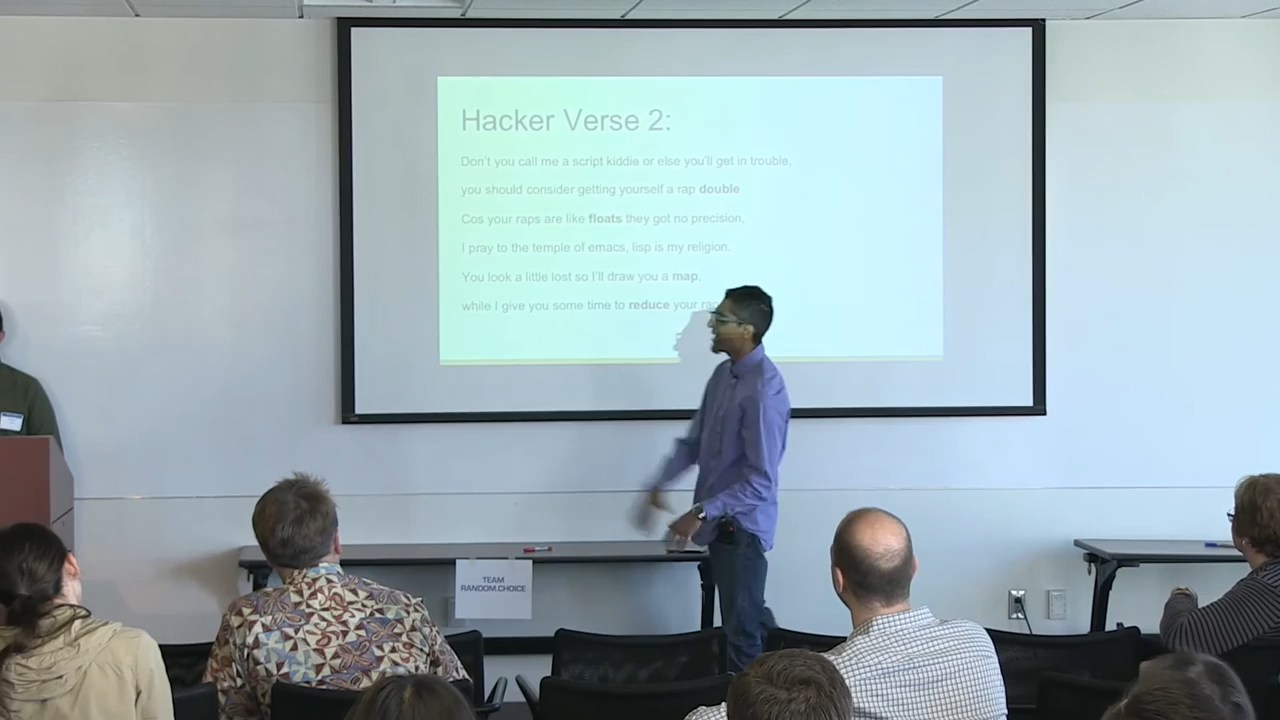 Hacker Verse 2:
Don't you call me a script kiddie or else you'll get in trouble,
you should consider getting yourself a rap double
Cos your raps are like floats they got no precision,
I pray to the temple of emacs, lisp is my religion.
You look a little lost so I'll draw you a map,
while I give you some time to reduce your
TEAM
RANDOM.CHOICE